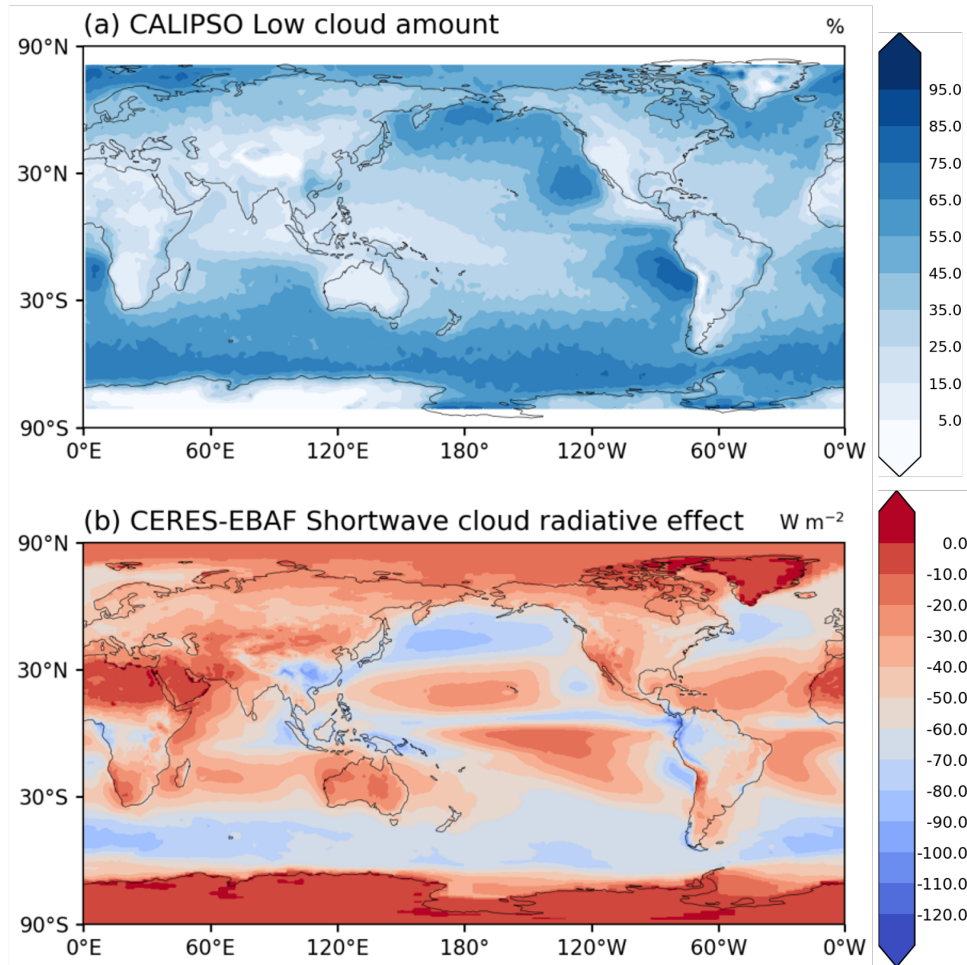 (a) CALIPSO Low cloud amount %
90°N
30°N
30°S
90°S
0°E 60°E 120°E 180° 120°W 60°W 0°W
95.0
85.0
75.0
65.0
55.0
45.0
35.0
25.0
15.0
5.0
(b) CERES-EBAF Shortwave cloud radiative effect W m⁻²
90°N
30°N
30°S
90°S
0°E 60°E 120°E 180° 120°W 60°W 0°W
0.0
-10.0
-20.0
-30.0
-40.0
-50.0
-60.0
-70.0
-80.0
-90.0
-100.0
-110.0
-120.0